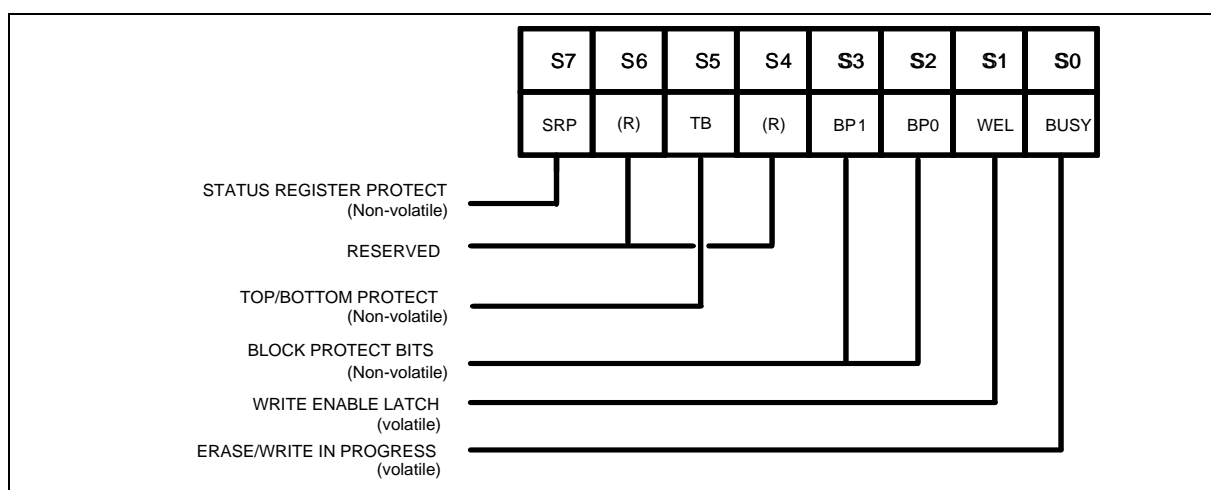 S7 S6 S5 S4 S3 S2 S1 S0
SRP (R) TB (R) BP1 BP0 WEL BUSY
STATUS REGISTER PROTECT
(Non-volatile)
RESERVED
TOP/BOTTOM PROTECT
(Non-volatile)
BLOCK PROTECT BITS
(Non-volatile)
WRITE ENABLE LATCH
(volatile)
ERASE/WRITE IN PROGRESS
(volatile)